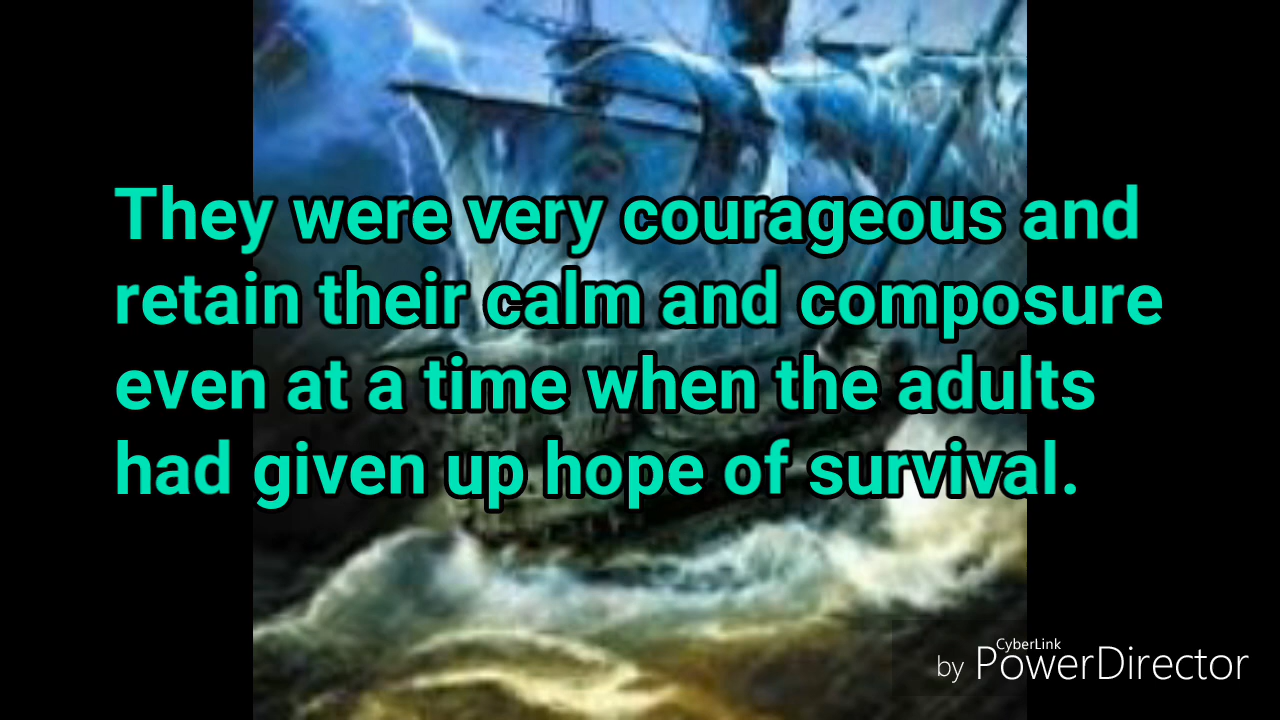 They were very courageous and
retain their calm and composure
even at a time when the adults
had given up hope of survival.
by CyberLink PowerDirector